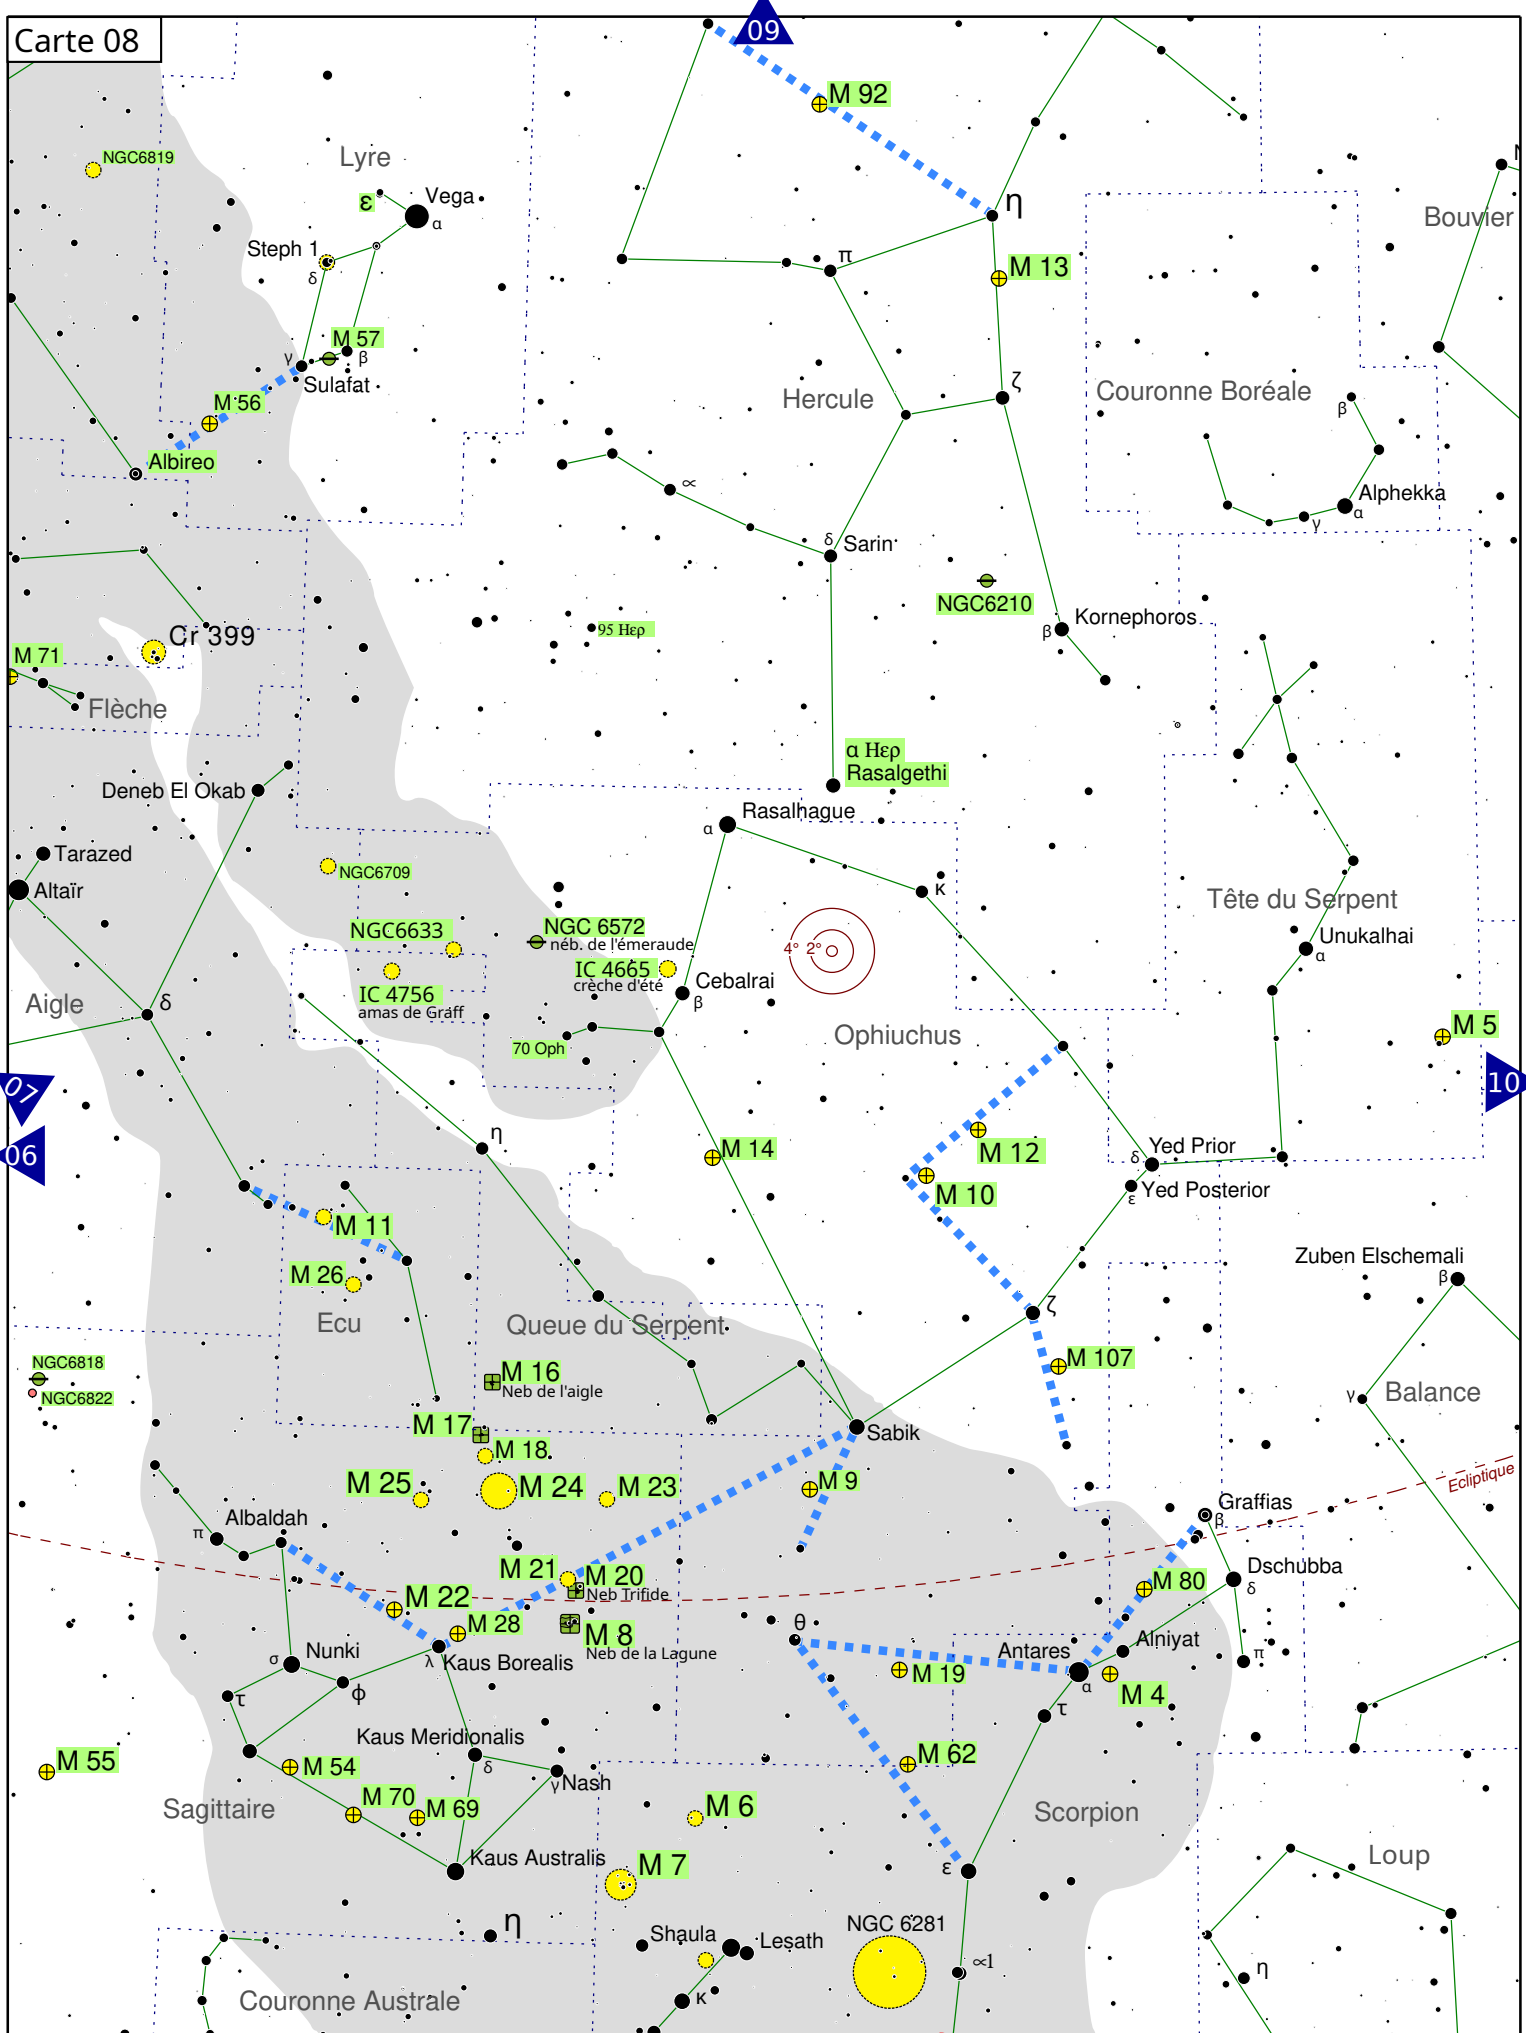 Carte 08
09
M 92
NGC6819
Lyre
ε
Vega
α
η
Bouvier
Steph 1
δ
π
M 13
M 57
γ
β
Sulafat
ζ
Hercule
Couronne Boréale
β
M 56
Albireo
∝
Alphekka
α
γ
δ
Sarin
NGC6210
Kornephoros
β
95 Ηερ
Cr 399
M 71
Flèche
α Ηερ
Rasalgethi
Deneb El Okab
Rasalhague
α
Tarazed
Altaïr
NGC6709
κ
Tête du Serpent
NGC6633
NGC 6572
néb. de l'émeraude
4° 2°
Unukalhai
α
IC 4665
crèche d'été
Cebalrai
β
IC 4756
amas de Graff
Aigle
δ
Ophiuchus
M 5
70 Oph
07
10
η
M 14
M 12
Yed Prior
δ
06
M 10
Yed Posterior
ε
M 11
Zuben Elschemali
β
M 26
Ecu
Queue du Serpent
ζ
NGC6818
NGC6822
M 16
Neb de l'aigle
M 107
γ
Balance
M 17
Sabik
M 18
M 25
M 24
M 23
M 9
Ecliptique
Albaldah
π
Graffias
β
M 21
M 20
Neb Trifide
Dschubba
δ
M 80
M 22
M 28
M 8
Neb de la Lagune
θ
Nunki
σ
λ
Kaus Borealis
Antares
α
Alniyat
π
M 19
M 4
τ
ϕ
τ
Kaus Meridionalis
δ
M 55
M 54
γ
Nash
M 62
M 70
M 69
Sagittaire
M 6
Scorpion
Kaus Australis
M 7
ε
Loup
η
Shaula
Lesath
NGC 6281
∝1
η
Couronne Australe
κ